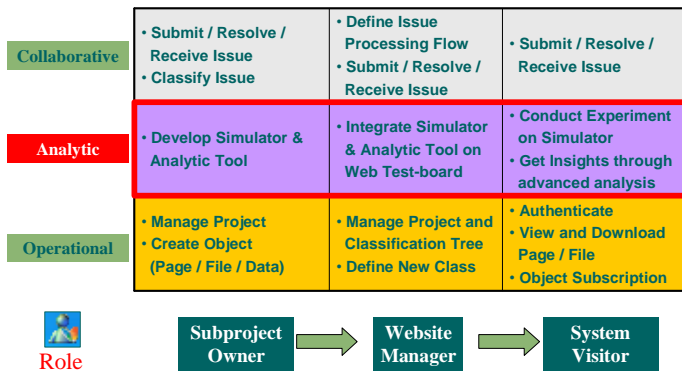 Collaborative
• Submit / Resolve /
Receive Issue
• Classify Issue
• Define Issue
Processing Flow
• Submit / Resolve /
Receive Issue
• Submit / Resolve /
Receive Issue
Analytic
• Develop Simulator &
Analytic Tool
• Integrate Simulator
& Analytic Tool on
Web Test-board
• Conduct Experiment
on Simulator
• Get Insights through
advanced analysis
Operational
• Manage Project
• Create Object
(Page / File / Data)
• Manage Project and
Classification Tree
• Define New Class
• Authenticate
• View and Download
Page / File
• Object Subscription
Role
Subproject
Owner
Website
Manager
System
Visitor